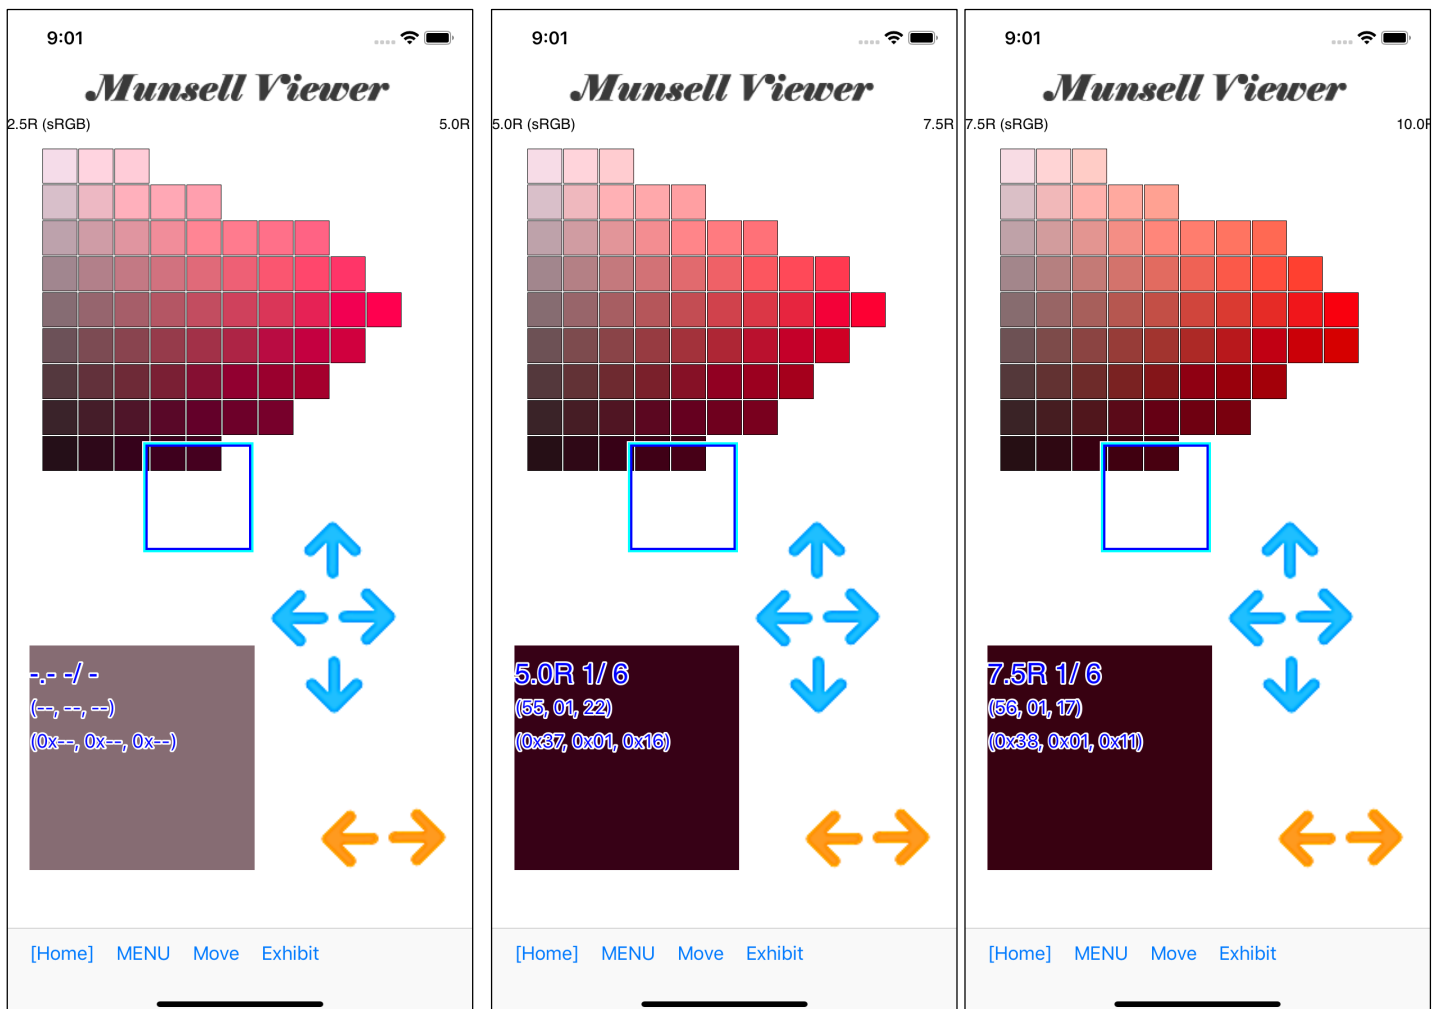 9:01
Munsell Viewer
2.5R (sRGB) 5.0R
-.- -/ -
(--, --, --)
(0x--, 0x--, 0x--)
[Home] MENU Move Exhibit
9:01
Munsell Viewer
5.0R (sRGB) 7.5R
5.0R 1/ 6
(55, 01, 22)
(0x37, 0x01, 0x16)
[Home] MENU Move Exhibit
9:01
Munsell Viewer
7.5R (sRGB) 10.0R
7.5R 1/ 6
(56, 01, 17)
(0x38, 0x01, 0x11)
[Home] MENU Move Exhibit